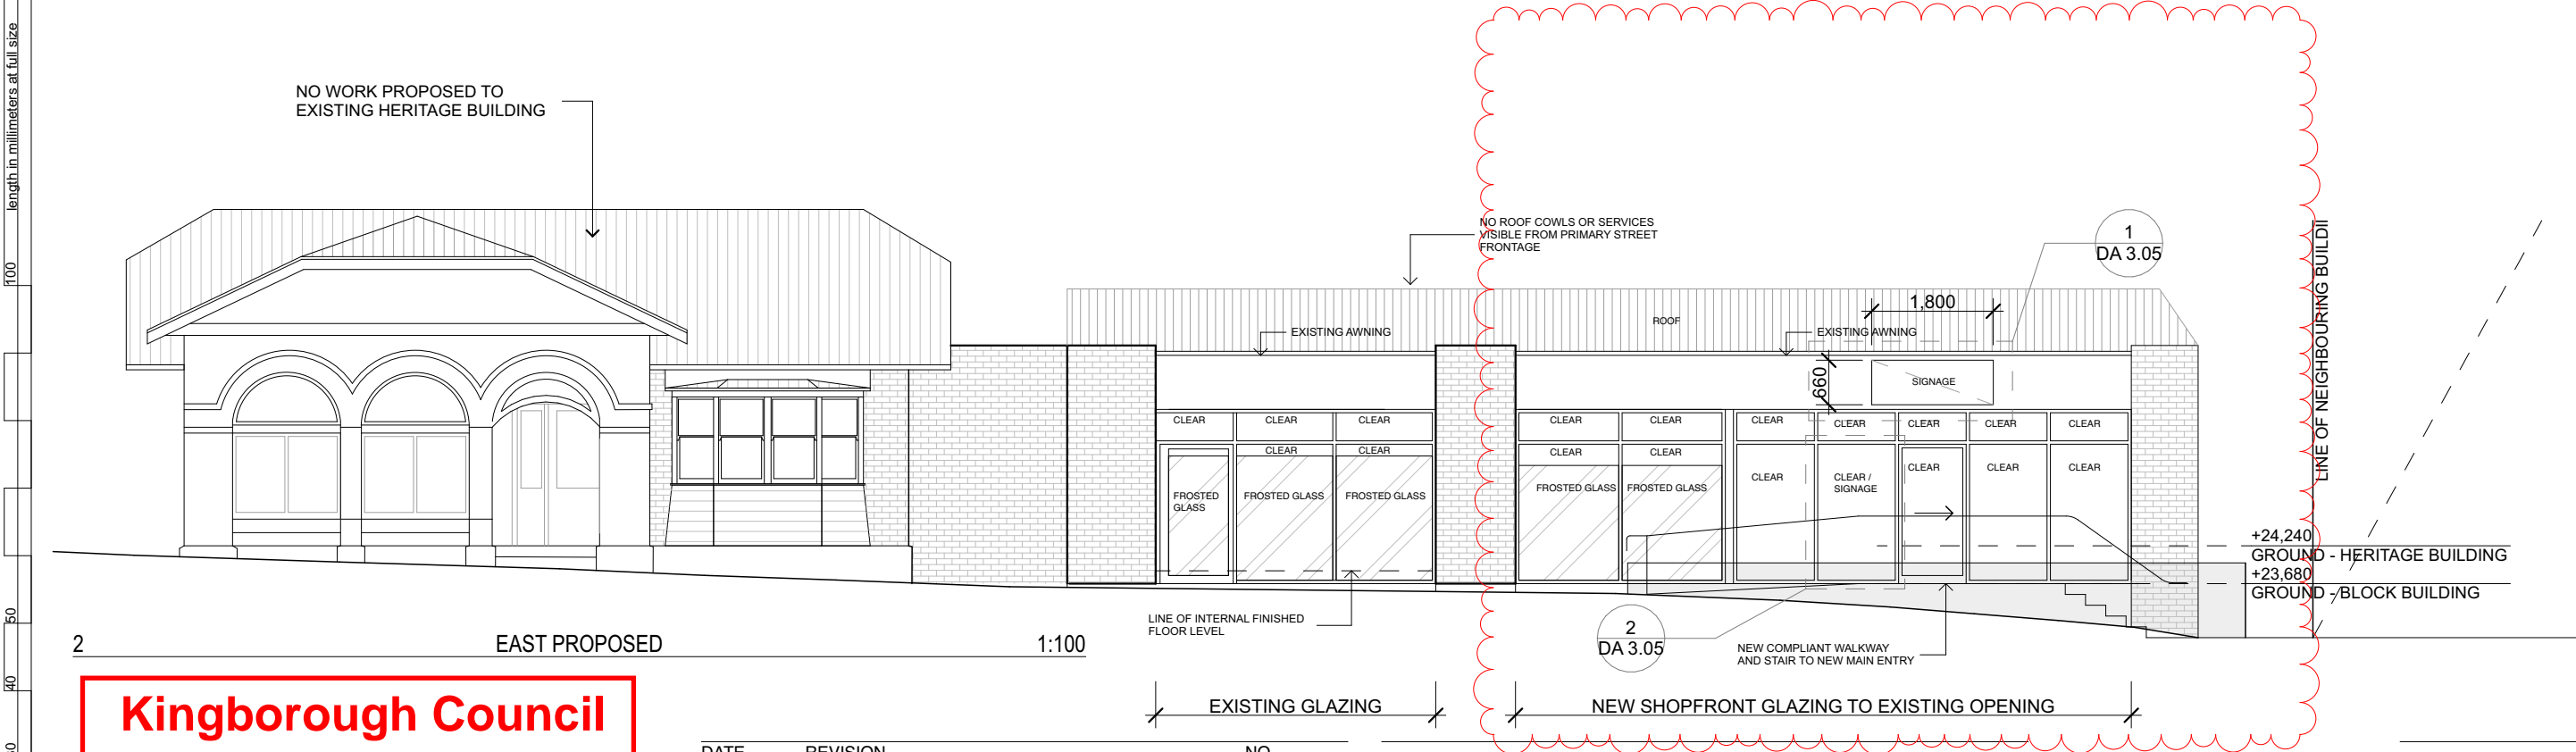 length in millimeters at full size
100
50
40
NO WORK PROPOSED TO
EXISTING HERITAGE BUILDING
NO ROOF COWLS OR SERVICES
VISIBLE FROM PRIMARY STREET
FRONTAGE
1
DA 3.05
1,800
ROOF
EXISTING AWNING
EXISTING AWNING
660
SIGNAGE
LINE OF NEIGHBOURING BUILDI
CLEAR
CLEAR
CLEAR
CLEAR
CLEAR
CLEAR
CLEAR
CLEAR
CLEAR
CLEAR
CLEAR
CLEAR
CLEAR
CLEAR
FROSTED
GLASS
FROSTED GLASS
FROSTED GLASS
FROSTED GLASS
FROSTED GLASS
CLEAR
CLEAR /
SIGNAGE
CLEAR
CLEAR
CLEAR
+24,240
GROUND - HERITAGE BUILDING
+23,680
GROUND - BLOCK BUILDING
LINE OF INTERNAL FINISHED
FLOOR LEVEL
2
DA 3.05
NEW COMPLIANT WALKWAY
AND STAIR TO NEW MAIN ENTRY
2
EAST PROPOSED
1:100
EXISTING GLAZING
NEW SHOPFRONT GLAZING TO EXISTING OPENING
Kingborough Council
DATE
REVISION
NO